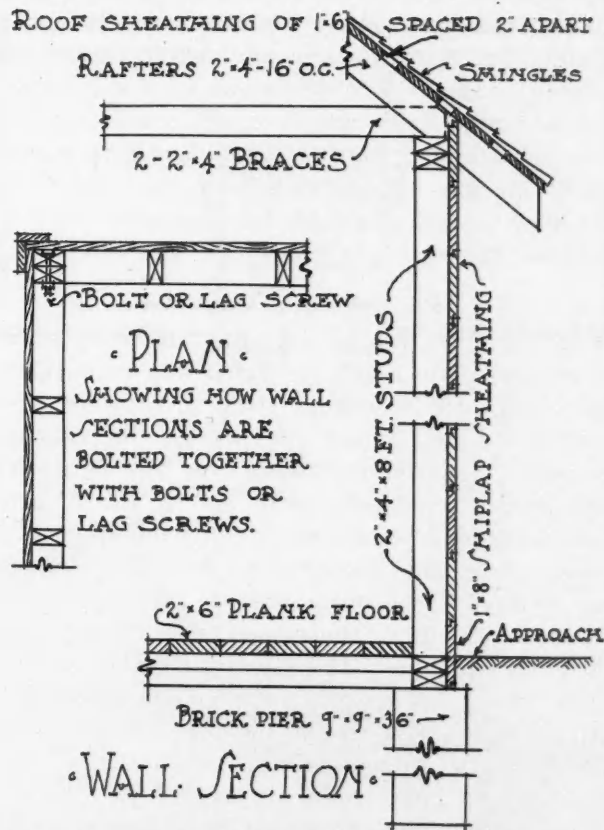 ROOF SHEATHING OF 1"×6" SPACED 2" APART
RAFTERS 2"×4"-16" O.C.
SHINGLES
2-2"×4" BRACES
BOLT OR LAG SCREW
PLAN
SHOWING HOW WALL
SECTIONS ARE
BOLTED TOGETHER
WITH BOLTS OR
LAG SCREWS.
2"×4"×8 FT. STUDS
1"×8" SHIPLAP SHEATHING
2"×6" PLANK FLOOR
APPROACH
BRICK PIER 9"×9"×36"
WALL SECTION